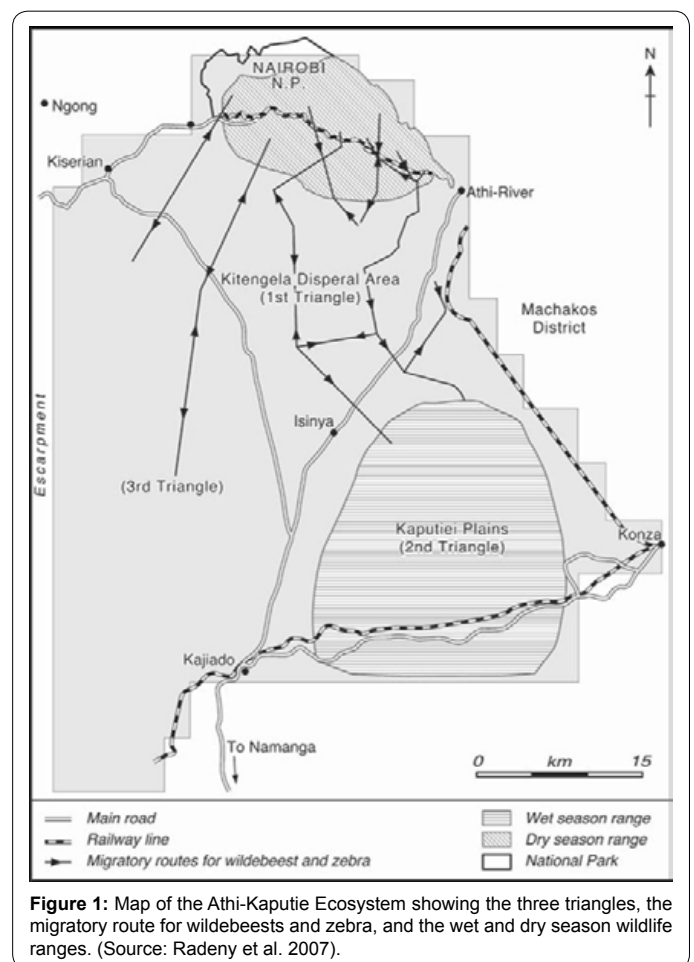 N
NAIROBI
N.P.
Ngong
Kiserian
Athi-River
Kitengela Disperal Area
(1st Triangle)
Machakos
District
Escarpment
Isinya
(3rd Triangle)
Kaputiei Plains
(2nd Triangle)
Konza
Kajiado
To Namanga
0 km 15
Main road
Railway line
Migratory routes for wildebeest and zebra
Wet season range
Dry season range
National Park
Figure 1: Map of the Athi-Kaputie Ecosystem showing the three triangles, the
migratory route for wildebeests and zebra, and the wet and dry season wildlife
ranges. (Source: Radeny et al. 2007).